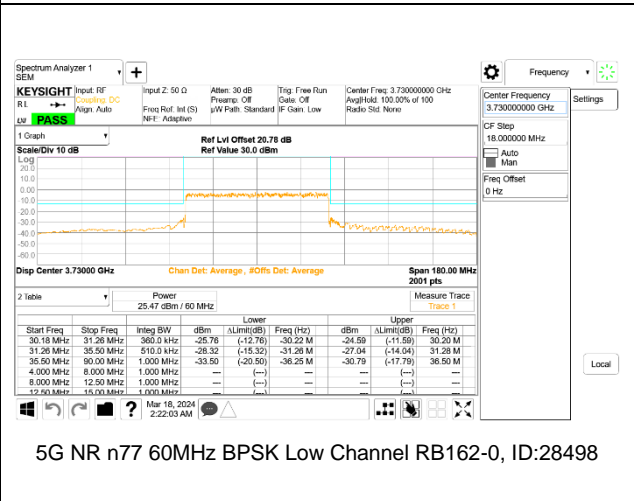 Spectrum Analyzer 1
SEM
Frequency
KEYSIGHT Input: RF Input Z: 50 Ω Atten: 30 dB Trig: Free Run Center Freq: 3.730000000 GHz
RL Coupling: DC Preamp: Off Gate: Off Avg|Hold: 100.00% of 100
Align: Auto Freq Ref: Int (S) µW Path: Standard IF Gain: Low Radio Std: None
NFE: Adaptive
PASS
Center Frequency
3.730000000 GHz
Settings
CF Step
18.000000 MHz
Auto
Man
Freq Offset
0 Hz
1 Graph
Ref Lvl Offset 20.78 dB
Scale/Div 10 dB Ref Value 30.0 dBm
Log
20.0
10.0
0.00
-10.0
-20.0
-30.0
-40.0
-50.0
-60.0
Disp Center 3.73000 GHz Chan Det: Average, #Offs Det: Average Span 180.00 MHz
2001 pts
2 Table Power Measure Trace
25.47 dBm / 60 MHz Trace 1
Lower Upper
Start Freq Stop Freq Integ BW dBm ΔLimit(dB) Freq (Hz) dBm ΔLimit(dB) Freq (Hz)
30.18 MHz 31.26 MHz 360.0 kHz -25.76 (-12.76) -30.22 M -24.59 (-11.59) 30.20 M
31.26 MHz 35.50 MHz 510.0 kHz -28.32 (-15.32) -31.26 M -27.04 (-14.04) 31.28 M
35.50 MHz 90.00 MHz 1.000 MHz -33.50 (-20.50) -36.25 M -30.79 (-17.79) 36.50 M
4.000 MHz 8.000 MHz 1.000 MHz --- (---) --- (---)
8.000 MHz 12.50 MHz 1.000 MHz --- (---) --- (---)
12.50 MHz 15.00 MHz 1.000 MHz --- (---) --- (---)
Local
? Mar 18, 2024
2:22:03 AM
5G NR n77 60MHz BPSK Low Channel RB162-0, ID:28498